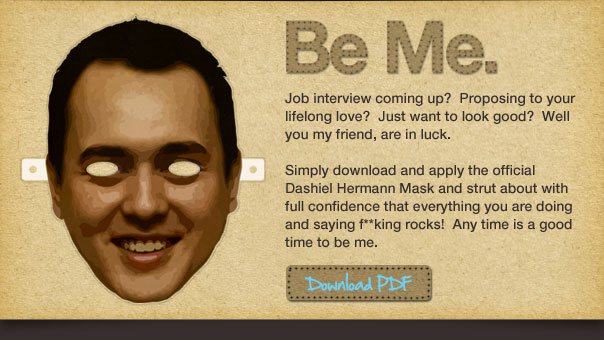 Be Me.
Job interview coming up?  Proposing to your
lifelong love?  Just want to look good?  Well
you my friend, are in luck.
Simply download and apply the official
Dashiel Hermann Mask and strut about with
full confidence that everything you are doing
and saying f**king rocks!  Any time is a good
time to be me.
Download PDF